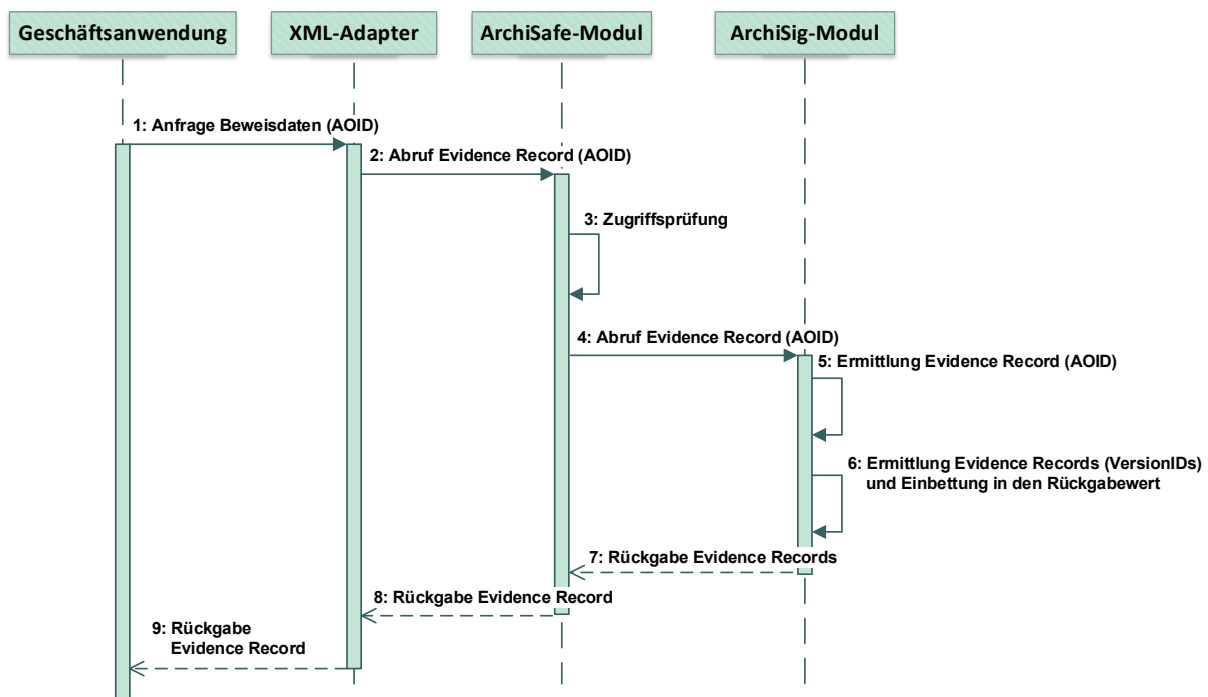 Geschäftsanwendung
XML-Adapter
ArchiSafe-Modul
ArchiSig-Modul
1: Anfrage Beweisdaten (AOID)
2: Abruf Evidence Record (AOID)
3: Zugriffsprüfung
4: Abruf Evidence Record (AOID)
5: Ermittlung Evidence Record (AOID)
6: Ermittlung Evidence Records (VersionIDs)
und Einbettung in den Rückgabewert
7: Rückgabe Evidence Records
8: Rückgabe Evidence Record
9: Rückgabe
Evidence Record